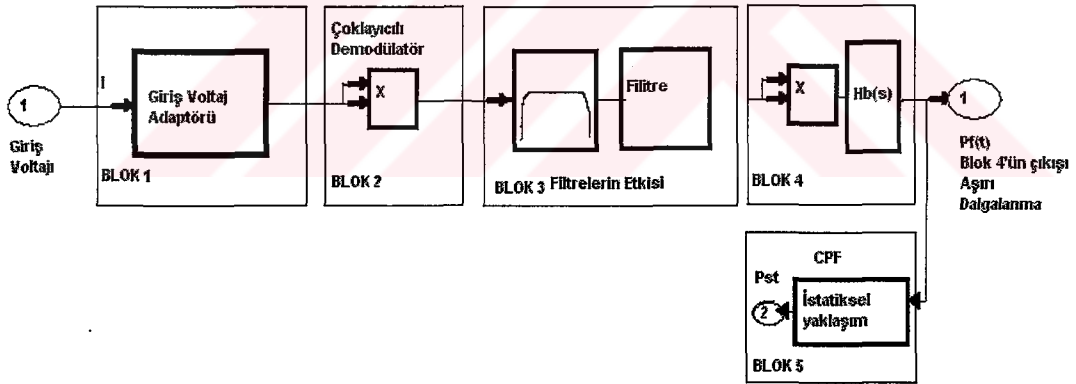 1
Giriş
Voltajı
I
Giriş Voltaj
Adaptörü
BLOK 1
Çoklayıcılı
Demodülatör
X
BLOK 2
Filitre
BLOK 3 Filtrelerin Etkisi
X
Hb(s)
BLOK 4
1
Pf(t)
Blok 4'ün çıkışı
Aşırı
Dalgalanma
CPF
Pst
2
İstatiksel
yaklaşım
BLOK 5